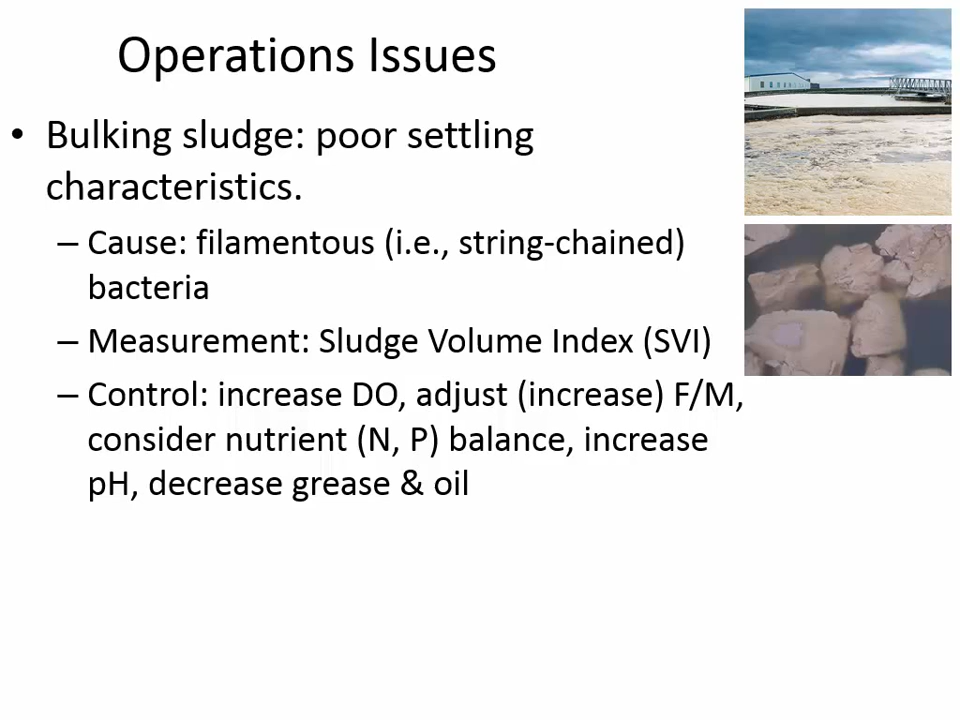 Operations Issues
• Bulking sludge: poor settling
characteristics.
– Cause: filamentous (i.e., string-chained)
bacteria
– Measurement: Sludge Volume Index (SVI)
– Control: increase DO, adjust (increase) F/M,
consider nutrient (N, P) balance, increase
pH, decrease grease & oil